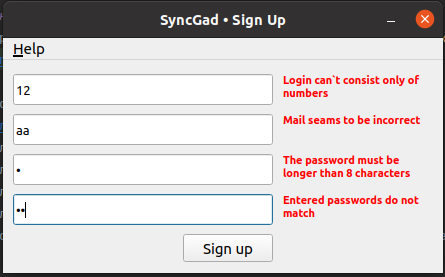 SyncGad • Sign Up
Help
12
Login can`t consist only of
numbers
aa
Mail seams to be incorrect
•
The password must be
longer than 8 characters
••
Entered passwords do not
match
Sign up